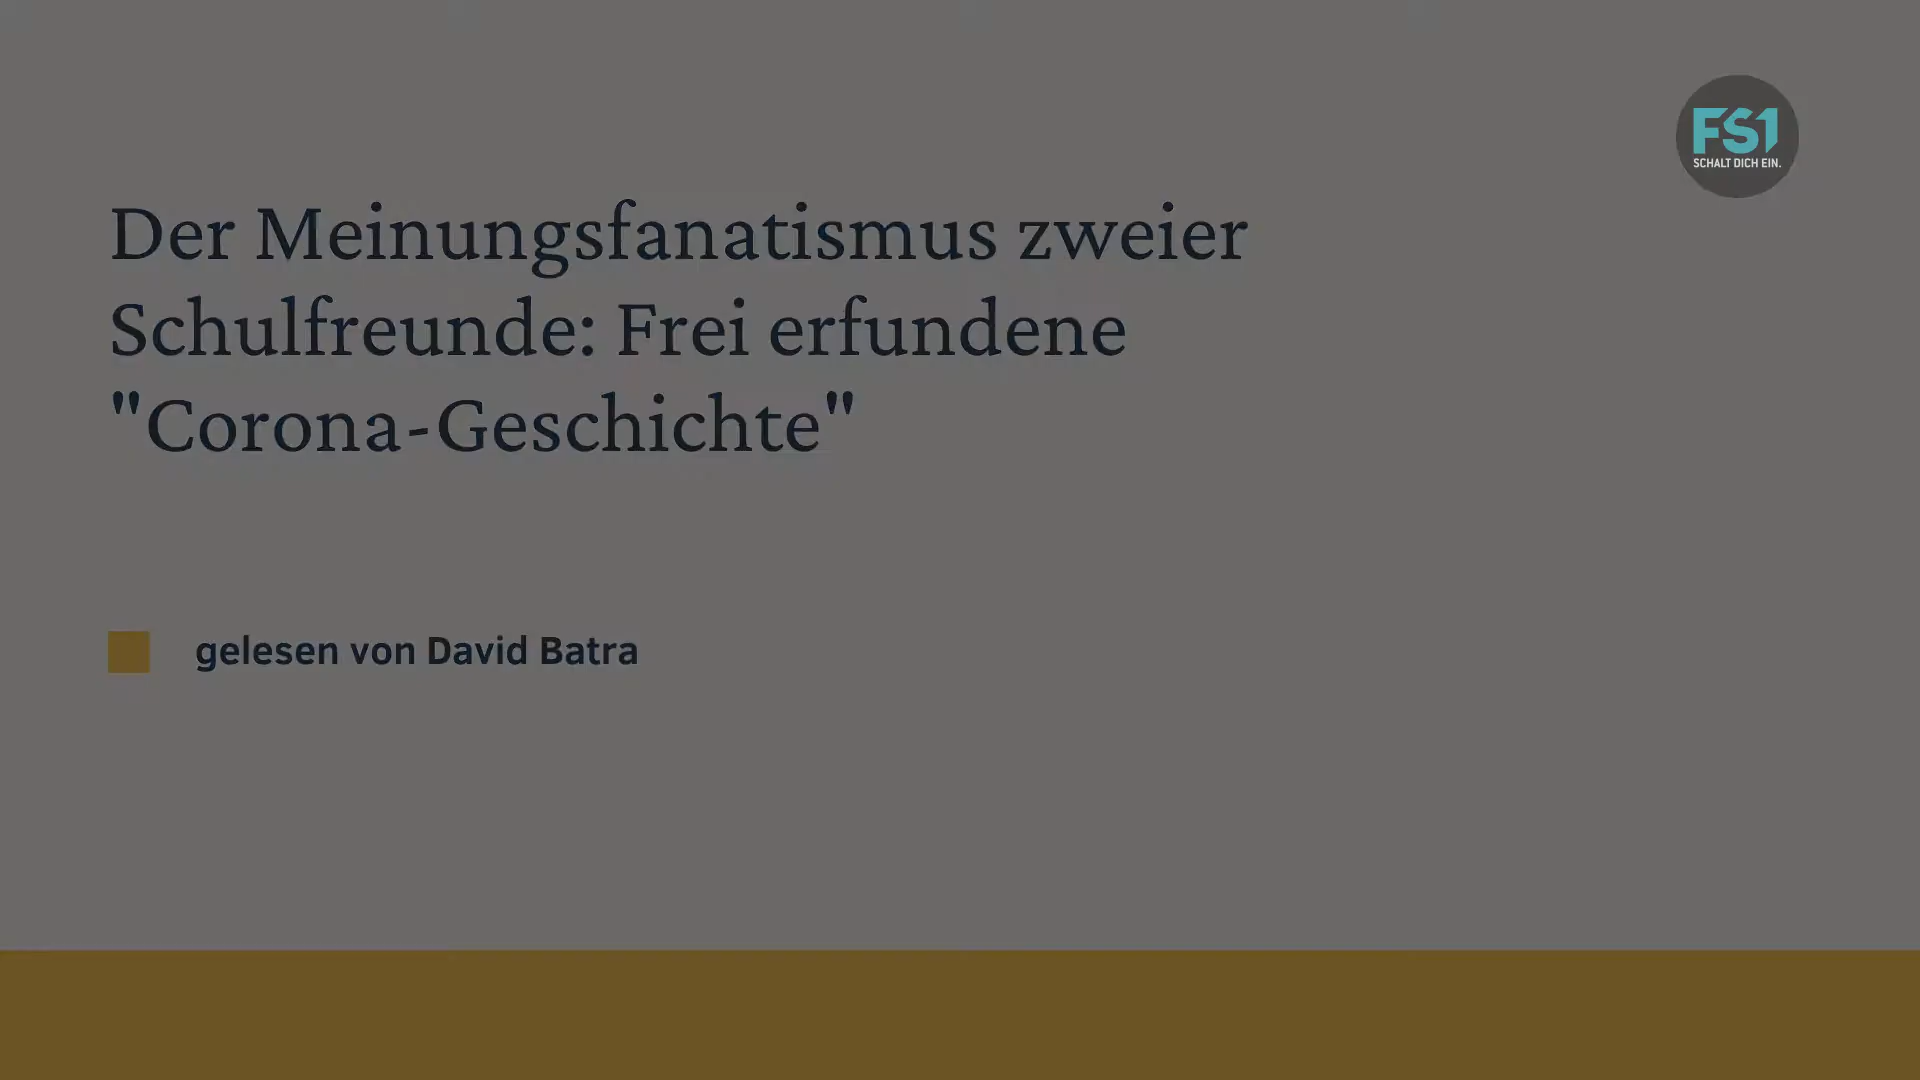 FS1
SCHALT DICH EIN.
Der Meinungsfanatismus zweier
Schulfreunde: Frei erfundene
"Corona-Geschichte"
gelesen von David Batra